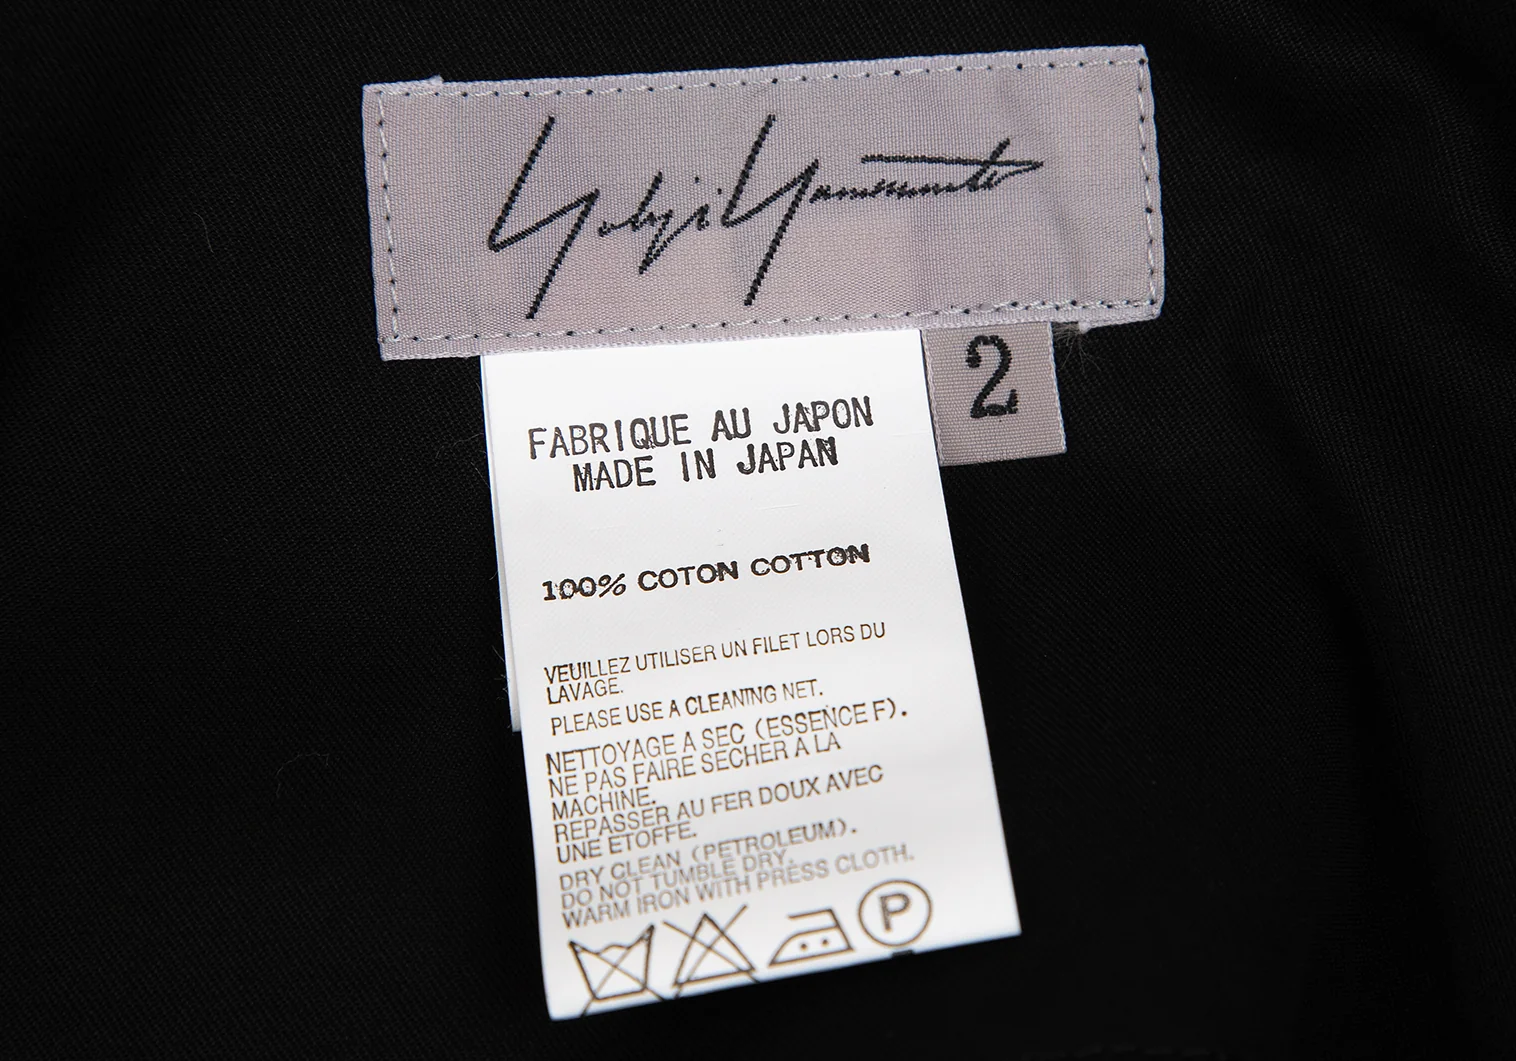 Yohji Yamamoto
2
FABRIQUE AU JAPON
MADE IN JAPAN
100% COTON COTTON
VEUILLEZ UTILISER UN FILET LORS DU
LAVAGE.
PLEASE USE A CLEANING NET.
NETTOYAGE A SEC (ESSENCE F).
NE PAS FAIRE SECHER A LA
MACHINE.
REPASSER AU FER DOUX AVEC
UNE ETOFFE.
DRY CLEAN (PETROLEUM).
DO NOT TUMBLE DRY.
WARM IRON WITH PRESS CLOTH.
P